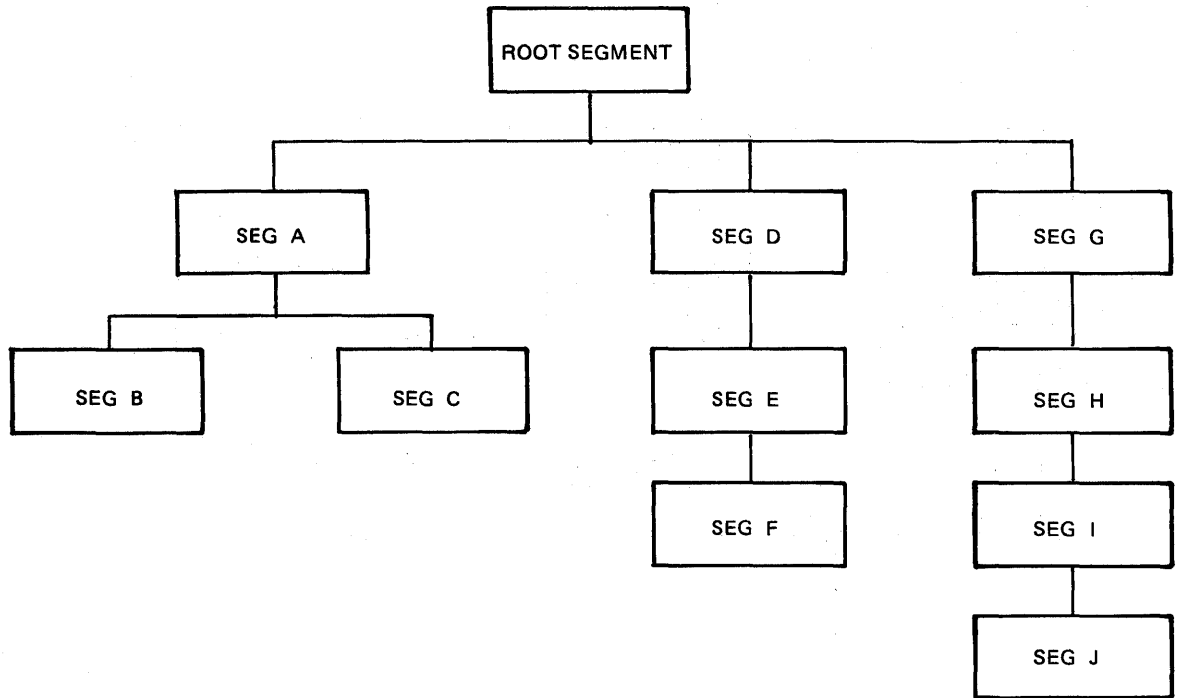 ROOT SEGMENT
SEG A
SEG D
SEG G
SEG B
SEG C
SEG E
SEG H
SEG F
SEG I
SEG J